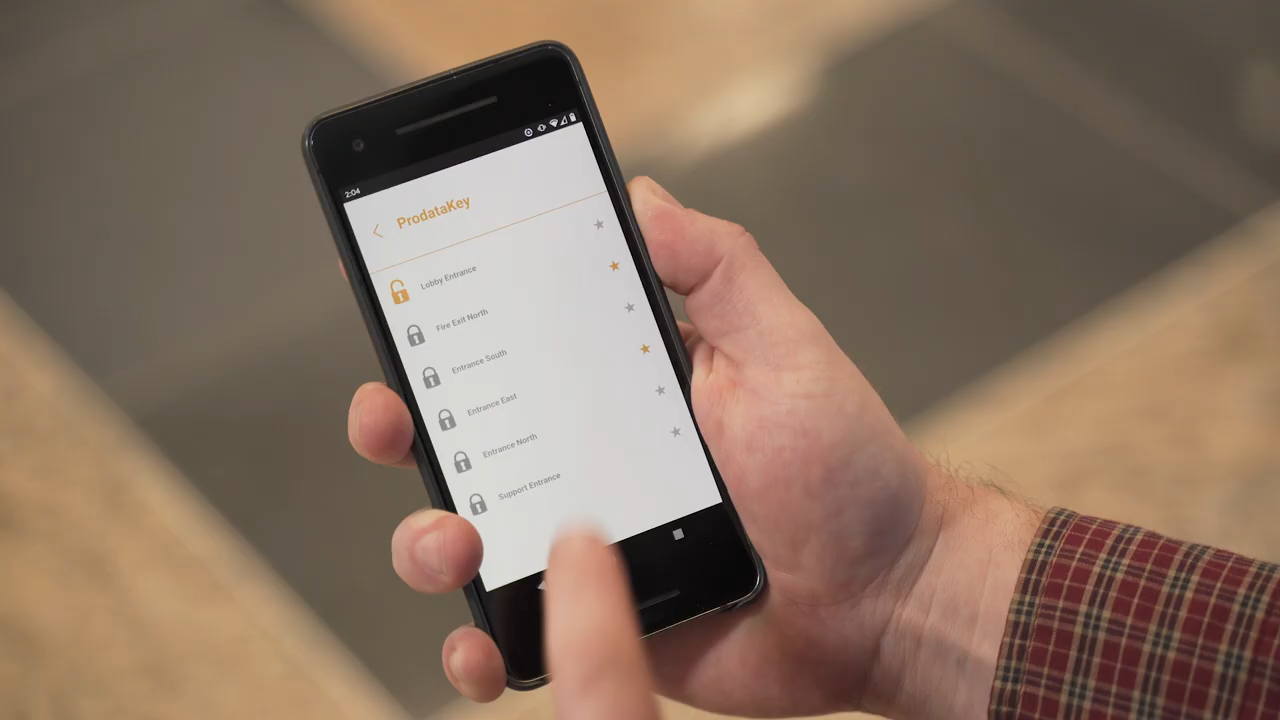 2:04
ProdataKey
Lobby Entrance
Fire Exit North
Entrance South
Entrance East
Entrance North
Support Entrance